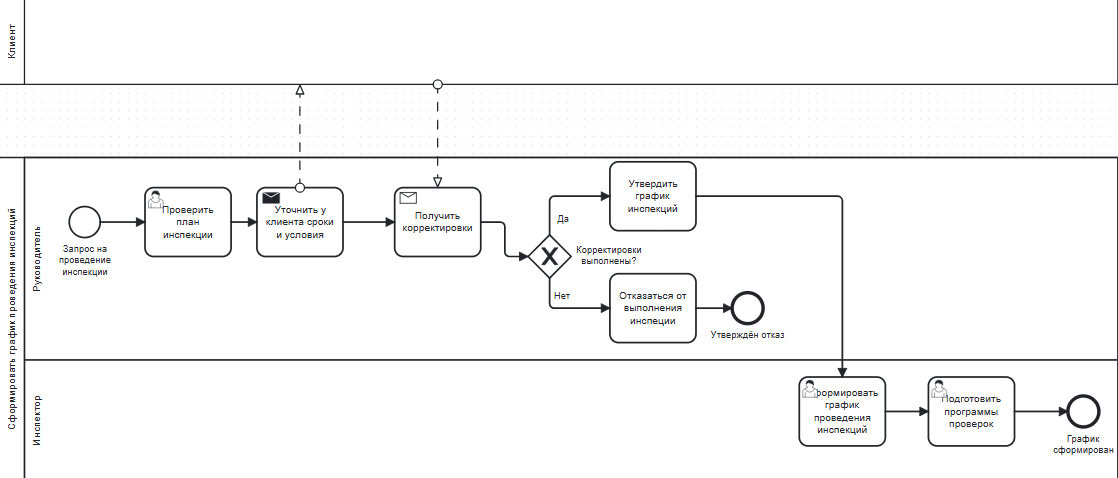 Клиент
Сформировать график проведения инспекций
Руководитель
Запрос на
проведение
инспекции
Проверить
план
инспекции
Уточнить у
клиента сроки
и условия
Получить
корректировки
Да
Корректировки
выполнены?
Нет
Утвердить
график
инспекций
Отказаться от
выполнения
инспеции
Утверждён отказ
Инспектор
формировать
график
проведения
инспекций
Подготовить
программы
проверок
График
сформирован